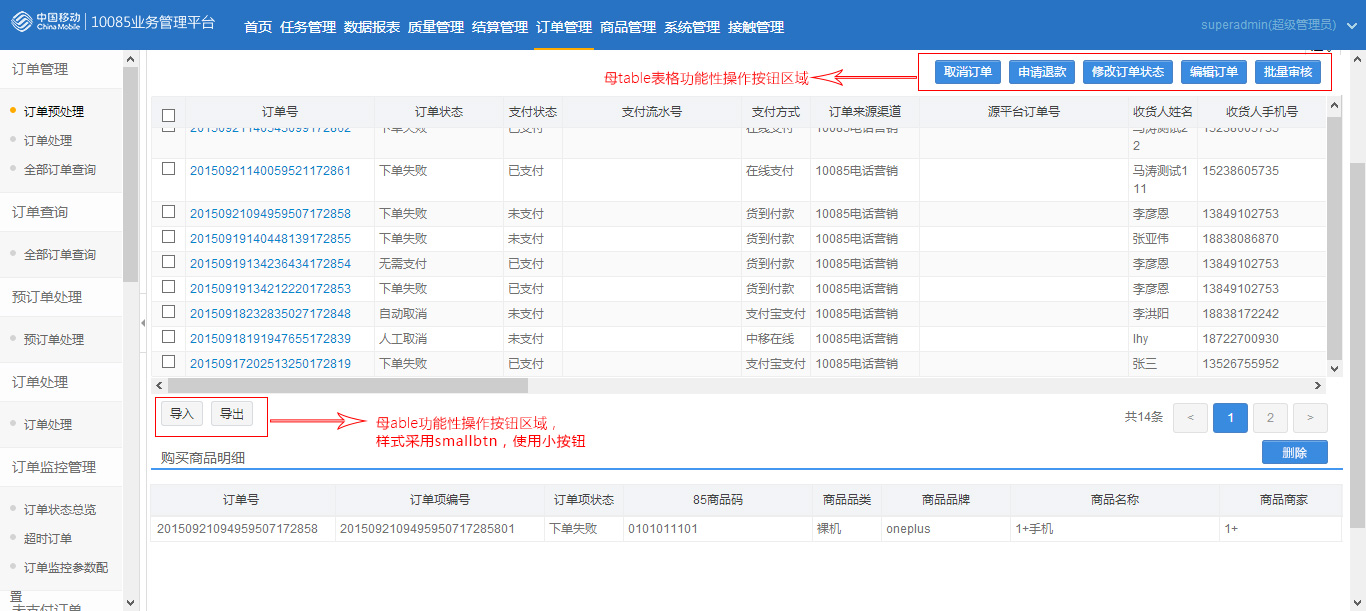 中国移动 China Mobile 10085业务管理平台
首页 任务管理 数据报表 质量管理 结算管理 订单管理 商品管理 系统管理 接触管理
superadmin(超级管理员)
订单管理
订单预处理
订单处理
全部订单查询
订单查询
全部订单查询
预订单处理
预订单处理
订单处理
订单处理
订单监控管理
订单状态总览
超时订单
订单监控参数配
置
未支付订单
母table表格功能性操作按钮区域
取消订单 申请退款 修改订单状态 编辑订单 批量审核
订单号 订单状态 支付状态 支付流水号 支付方式 订单来源渠道 源平台订单号 收货人姓名 收货人手机号
20150921140343099172862 下单失败 已支付 在线支付 10085电话营销 马涛测试2 15238605735
2
20150921140059521172861 下单失败 已支付 在线支付 10085电话营销 马涛测试1 15238605735
11
20150921094959507172858 下单失败 未支付 货到付款 10085电话营销 李彦恩 13849102753
20150919140448139172855 下单失败 未支付 货到付款 10085电话营销 张亚伟 18838086870
20150919134236434172854 无需支付 已支付 货到付款 10085电话营销 李彦恩 13849102753
20150919134212220172853 下单失败 已支付 货到付款 10085电话营销 李彦恩 13849102753
20150918232835027172848 自动取消 未支付 支付宝支付 10085电话营销 李洪阳 18838172242
20150918191947655172839 人工取消 未支付 中移在线 10085电话营销 lhy 18722700930
20150917202513250172819 下单失败 已支付 支付宝支付 10085电话营销 张三 13526755952
导入 导出
母able功能性操作按钮区域，
样式采用smallbtn，使用小按钮
共14条 < 1 2 >
购买商品明细
删除
订单号 订单项编号 订单项状态 85商品码 商品品类 商品品牌 商品名称 商品商家
20150921094959507172858 2015092109495950717285801 下单失败 0101011101 裸机 oneplus 1+手机 1+